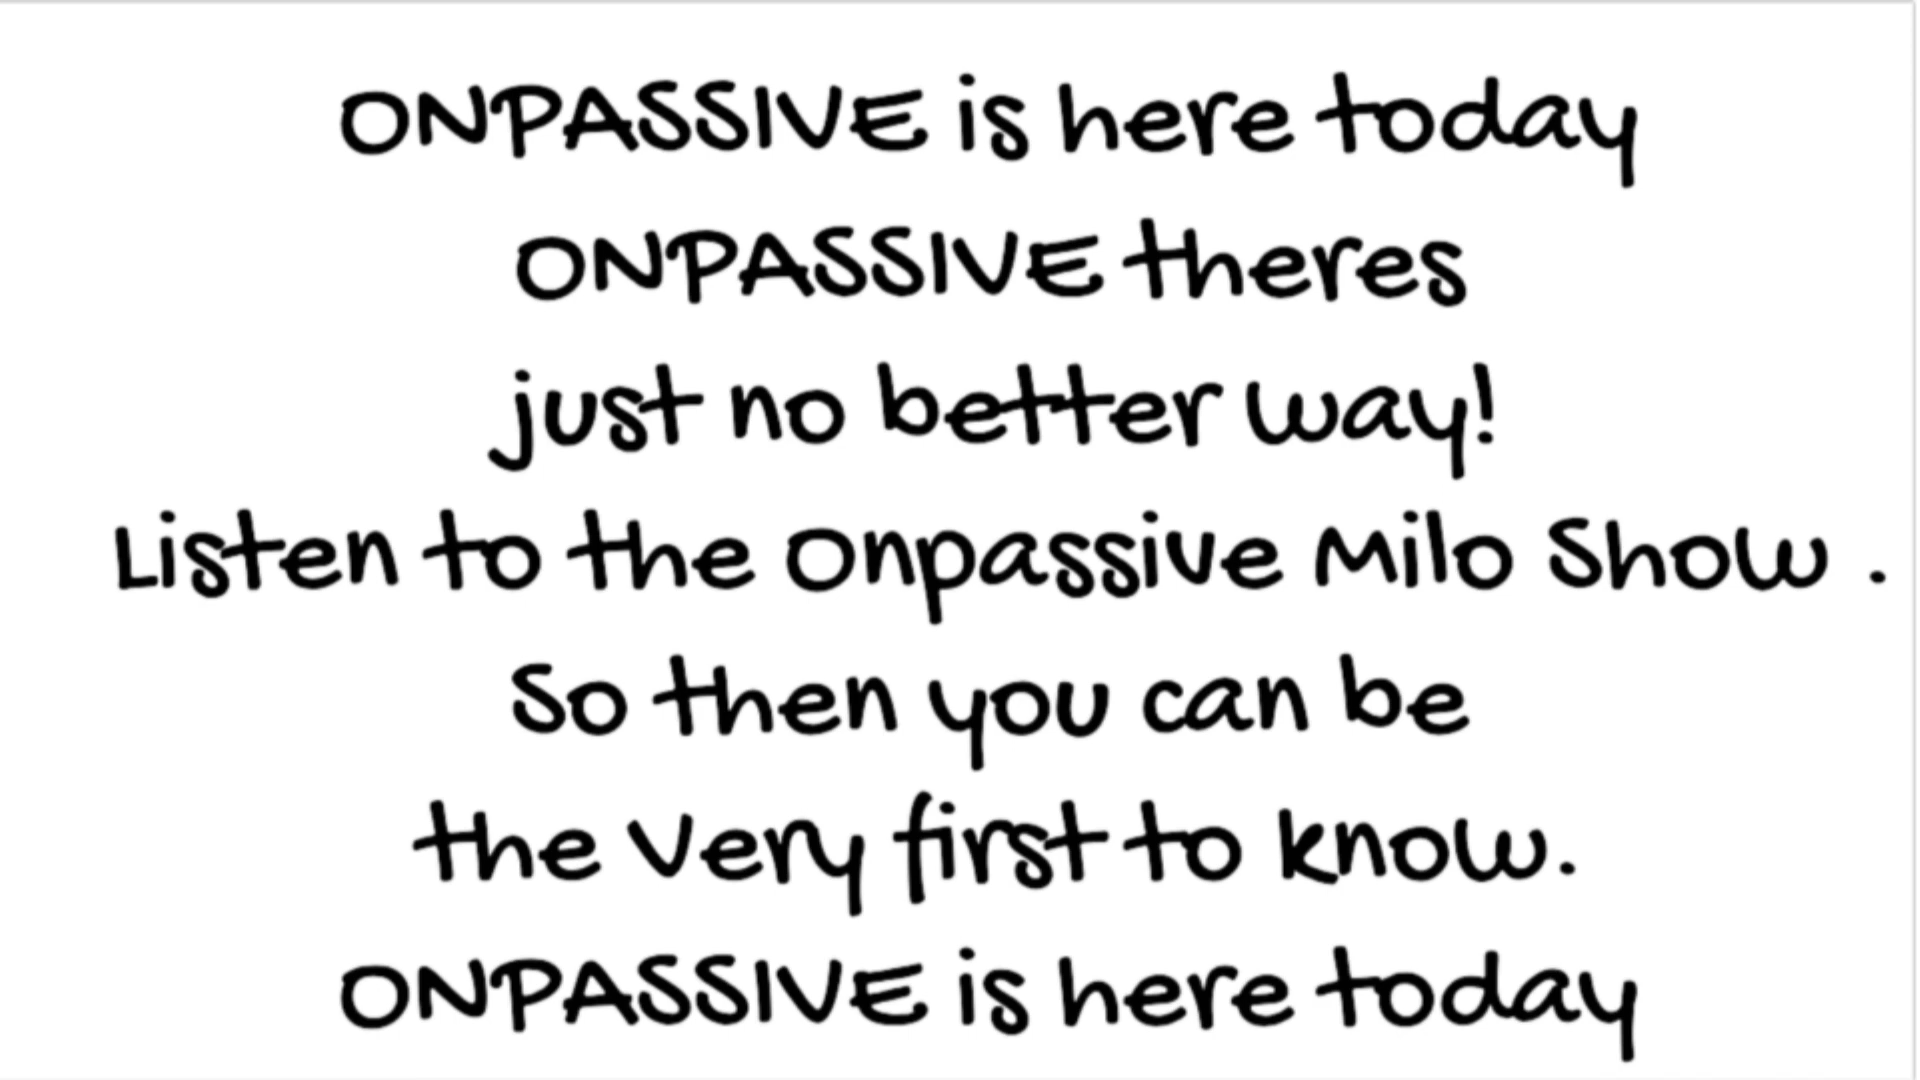 ONPASSIVE is here today
ONPASSIVE theres
just no better way!
Listen to the Onpassive Milo Show .
So then you can be
the very first to know.
ONPASSIVE is here today